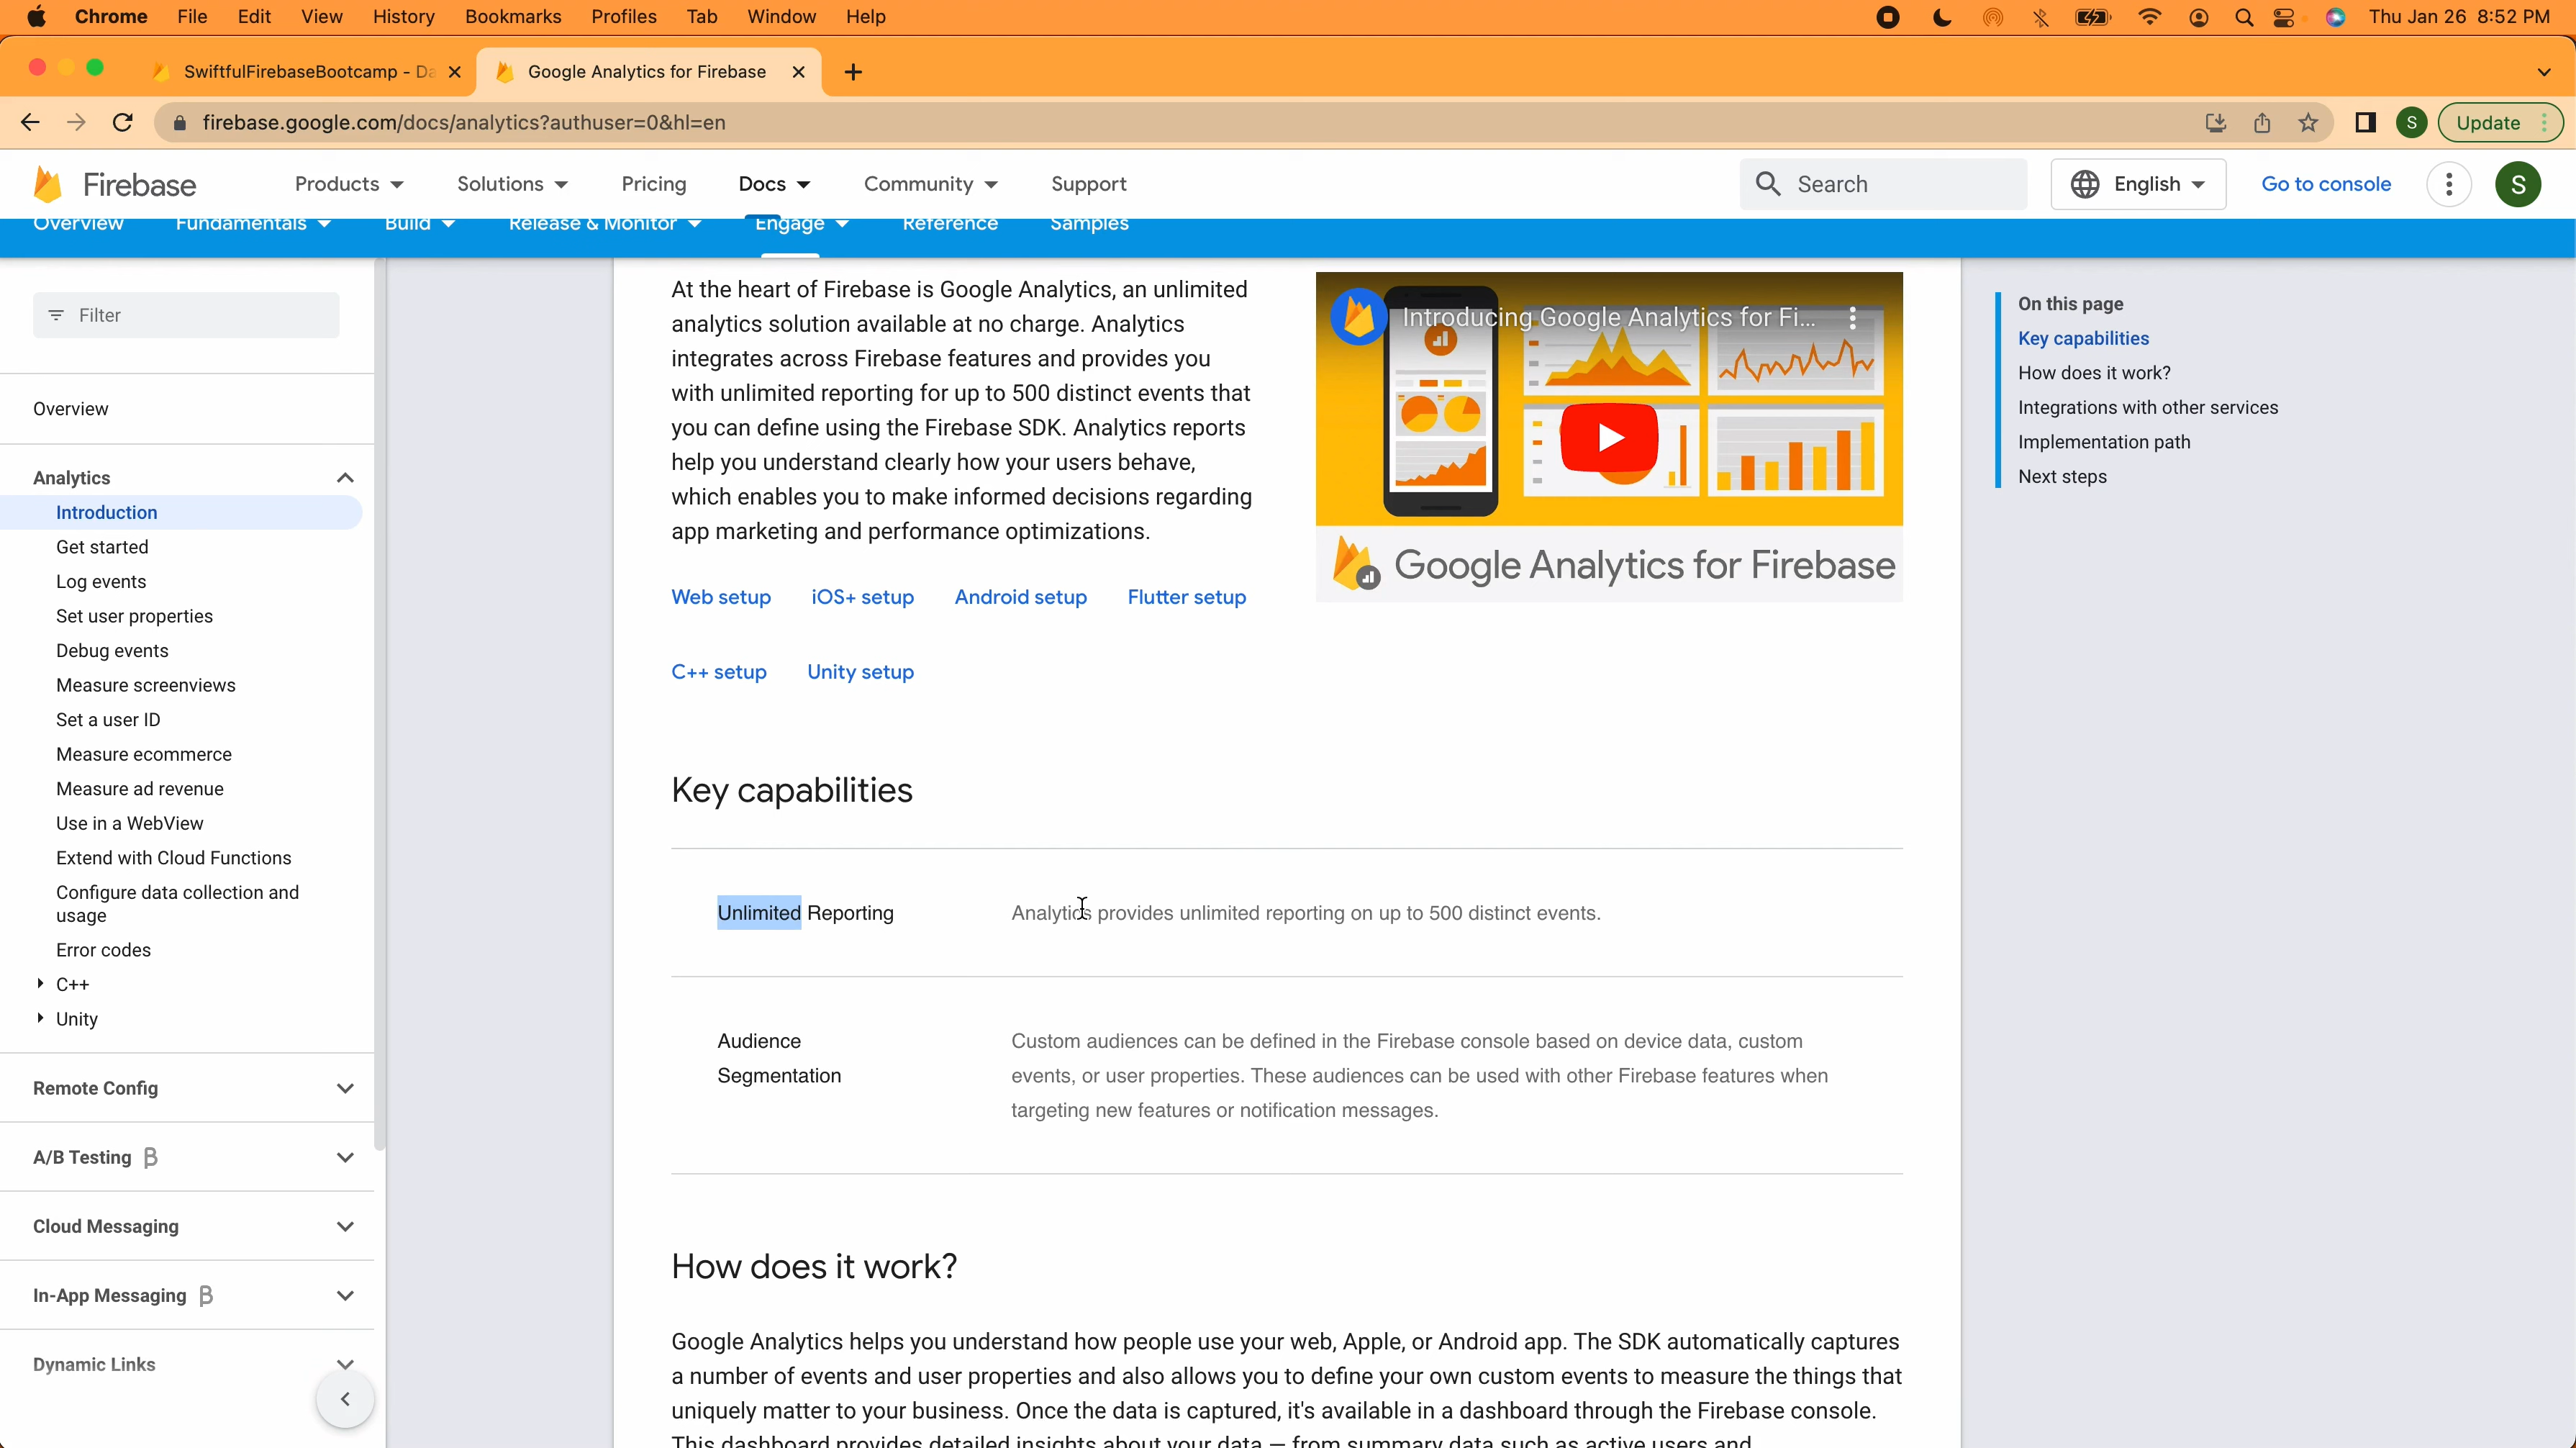 Chrome File Edit View History Bookmarks Profiles Tab Window Help Thu Jan 26 8:52 PM
SwiftfulFirebaseBootcamp - Da Google Analytics for Firebase
firebase.google.com/docs/analytics?authuser=0&hl=en S Update
Firebase Products Solutions Pricing Docs Community Support Search English Go to console S
Overview Fundamentals Build Release & Monitor Engage Reference Samples
Filter
Overview
Analytics
Introduction
Get started
Log events
Set user properties
Debug events
Measure screenviews
Set a user ID
Measure ecommerce
Measure ad revenue
Use in a WebView
Extend with Cloud Functions
Configure data collection and
usage
Error codes
C++
Unity
Remote Config
A/B Testing β
Cloud Messaging
In-App Messaging β
Dynamic Links
At the heart of Firebase is Google Analytics, an unlimited
analytics solution available at no charge. Analytics
integrates across Firebase features and provides you
with unlimited reporting for up to 500 distinct events that
you can define using the Firebase SDK. Analytics reports
help you understand clearly how your users behave,
which enables you to make informed decisions regarding
app marketing and performance optimizations.
Introducing Google Analytics for Fi...
Google Analytics for Firebase
Web setup iOS+ setup Android setup Flutter setup
C++ setup Unity setup
Key capabilities
Unlimited Reporting Analytics provides unlimited reporting on up to 500 distinct events.
Audience
Segmentation
Custom audiences can be defined in the Firebase console based on device data, custom
events, or user properties. These audiences can be used with other Firebase features when
targeting new features or notification messages.
How does it work?
Google Analytics helps you understand how people use your web, Apple, or Android app. The SDK automatically captures
a number of events and user properties and also allows you to define your own custom events to measure the things that
uniquely matter to your business. Once the data is captured, it's available in a dashboard through the Firebase console.
This dashboard provides detailed insights about your data — from summary data such as active users and
On this page
Key capabilities
How does it work?
Integrations with other services
Implementation path
Next steps